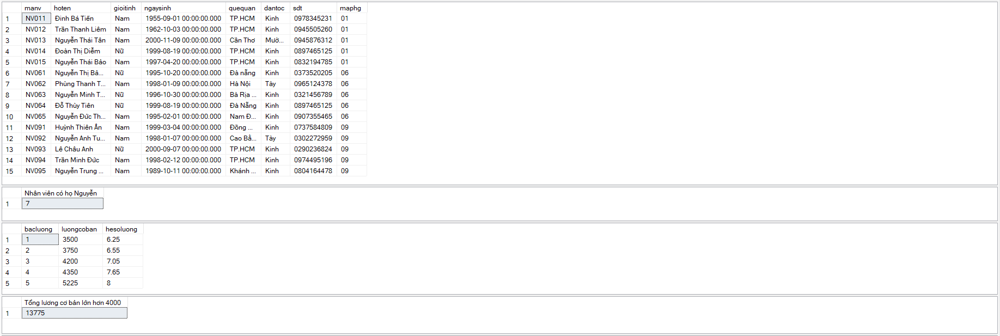 manv hoten gioitinh ngaysinh quequan dantoc sdt maphg
1 NV011 Đinh Bá Tiến Nam 1955-09-01 00:00:00.000 TP.HCM Kinh 0978345231 01
2 NV012 Trần Thanh Liêm Nam 1962-10-03 00:00:00.000 TP.HCM Kinh 0945505260 01
3 NV013 Nguyễn Thái Tân Nam 2000-11-09 00:00:00.000 Cần Thơ Mườ... 0945876312 01
4 NV014 Đoàn Thị Diễm Nữ 1999-08-19 00:00:00.000 TP.HCM Kinh 0897465125 01
5 NV015 Nguyễn Thái Bảo Nam 1997-04-20 00:00:00.000 TP.HCM Kinh 0832194785 01
6 NV061 Nguyễn Thị Bả... Nữ 1995-10-20 00:00:00.000 Đà nẵng Kinh 0373520205 06
7 NV062 Phùng Thanh T... Nam 1998-01-09 00:00:00.000 Hà Nội Tày 0965124378 06
8 NV063 Nguyễn Minh T... Nữ 1996-10-30 00:00:00.000 Bà Rịa ... Kinh 0321456789 06
9 NV064 Đỗ Thùy Tiên Nữ 1999-08-19 00:00:00.000 Đà Nẵng Kinh 0897465125 06
10 NV065 Nguyễn Đức Th... Nam 1995-02-01 00:00:00.000 Nam Đ... Kinh 0907355465 06
11 NV091 Huỳnh Thiên Ân Nam 1999-03-04 00:00:00.000 Đồng ... Kinh 0737584809 09
12 NV092 Nguyễn Anh Tu... Nam 1998-01-07 00:00:00.000 Cao Bằ... Tày 0302272959 09
13 NV093 Lê Châu Anh Nữ 2000-09-07 00:00:00.000 TP.HCM Kinh 0290236824 09
14 NV094 Trần Minh Đức Nam 1998-02-12 00:00:00.000 TP.HCM Kinh 0974495196 09
15 NV095 Nguyễn Trung ... Nam 1989-10-11 00:00:00.000 Khánh ... Kinh 0804164478 09
Nhân viên có họ Nguyễn
1 7
bacluong luongcoban hesoluong
1 1 3500 6.25
2 2 3750 6.55
3 3 4200 7.05
4 4 4350 7.65
5 5 5225 8
Tổng lương cơ bản lớn hơn 4000
1 13775